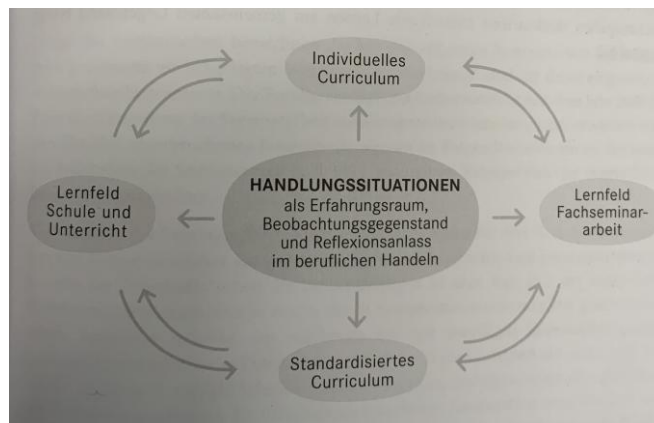 Individuelles
Curriculum
Lernfeld
Schule und
Unterricht
HANDLUNGSSITUATIONEN
als Erfahrungsraum,
Beobachtungsgegenstand
und Reflexionsanlass
im beruflichen Handeln
Lernfeld
Fachseminar-
arbeit
Standardisiertes
Curriculum